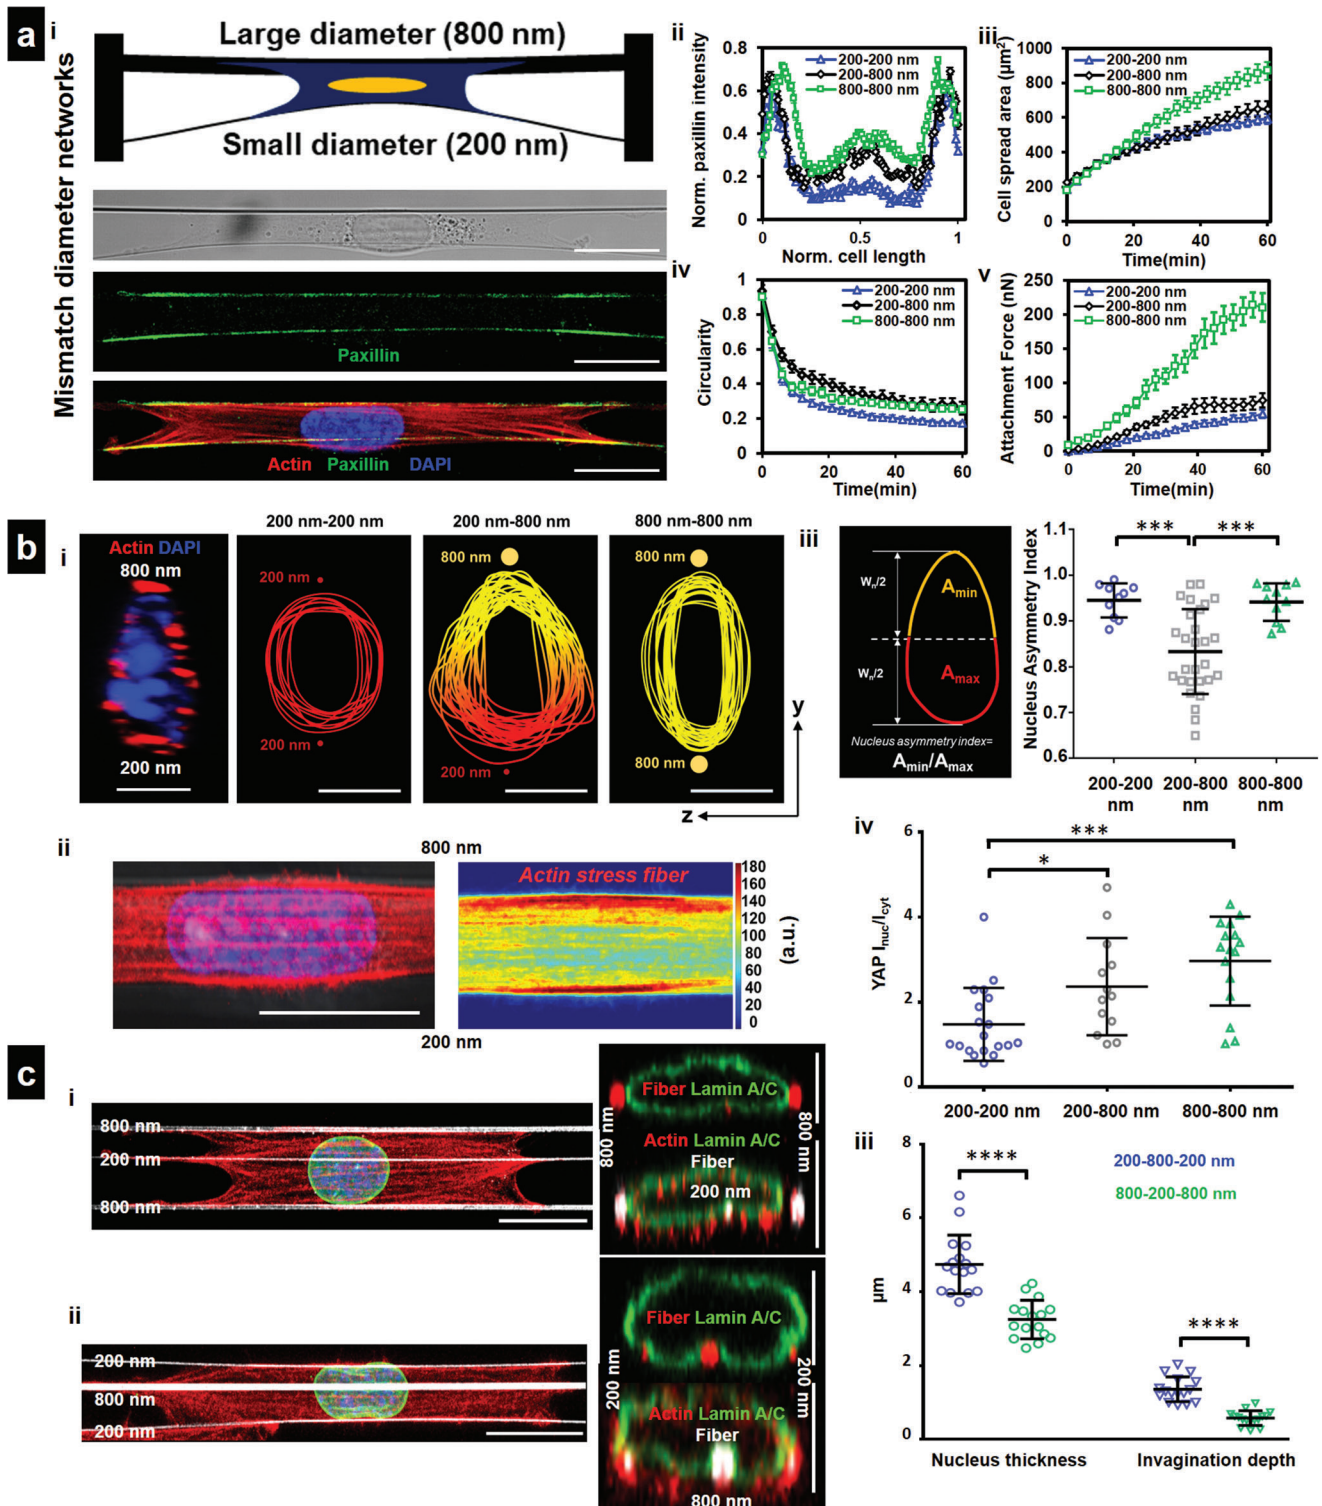 a
i
Mismatch diameter networks
Large diameter (800 nm)
Small diameter (200 nm)
Paxillin
Actin Paxillin DAPI
ii
Norm. paxillin intensity
0.8
0.6
0.4
0.2
0
200-200 nm
200-800 nm
800-800 nm
0 0.5 1
Norm. cell length
iii
Cell spread area (µm²)
1000
800
600
400
200
0
200-200 nm
200-800 nm
800-800 nm
0 20 40 60
Time(min)
iv
Circularity
1
0.8
0.6
0.4
0.2
0
200-200 nm
200-800 nm
800-800 nm
0 20 40 60
Time(min)
v
Attachment Force (nN)
250
200
150
100
50
0
200-200 nm
200-800 nm
800-800 nm
0 20 40 60
Time(min)
b
i
Actin DAPI
800 nm
200 nm
200 nm-200 nm
200 nm
200 nm
200 nm-800 nm
800 nm
200 nm
800 nm-800 nm
800 nm
800 nm
y
z
ii
800 nm
200 nm
Actin stress fiber
180
160
140
120
100
80
60
40
20
0
(a.u.)
iii
Wn/2
Wn/2
Amin
Amax
Nucleus asymmetry index=
Amin/Amax
Nucleus Asymmetry Index
1.1
1.0
0.9
0.8
0.7
0.6
*** ***
200-200 nm
200-800 nm
800-800 nm
iv
YAP Inuc/Icyt
6
4
2
0
***
*
200-200 nm 200-800 nm 800-800 nm
c
i
800 nm
200 nm
800 nm
Fiber Lamin A/C
800 nm
800 nm
Actin Lamin A/C
Fiber
200 nm
ii
200 nm
800 nm
200 nm
Fiber Lamin A/C
200 nm
200 nm
Actin Lamin A/C
Fiber
800 nm
iii
µm
8
6
4
2
0
****
200-800-200 nm
800-200-800 nm
****
Nucleus thickness Invagination depth